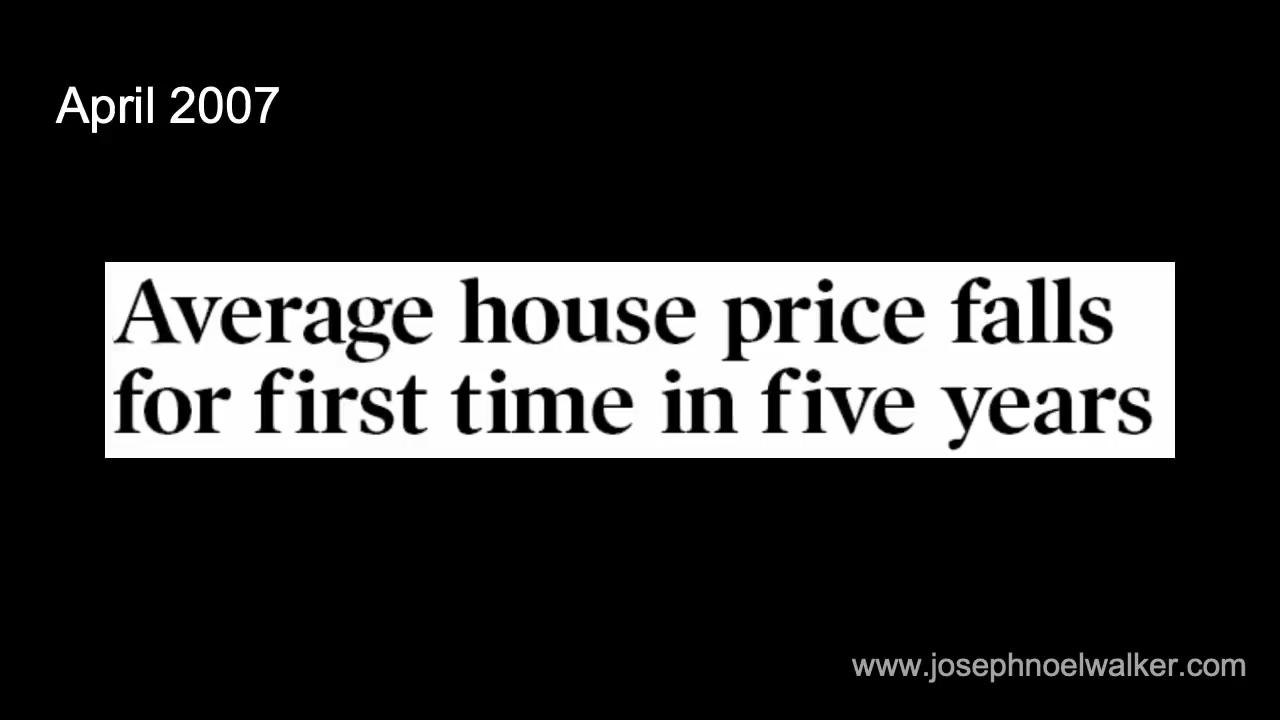 April 2007
Average house price falls
for first time in five years
www.josephnoelwalker.com